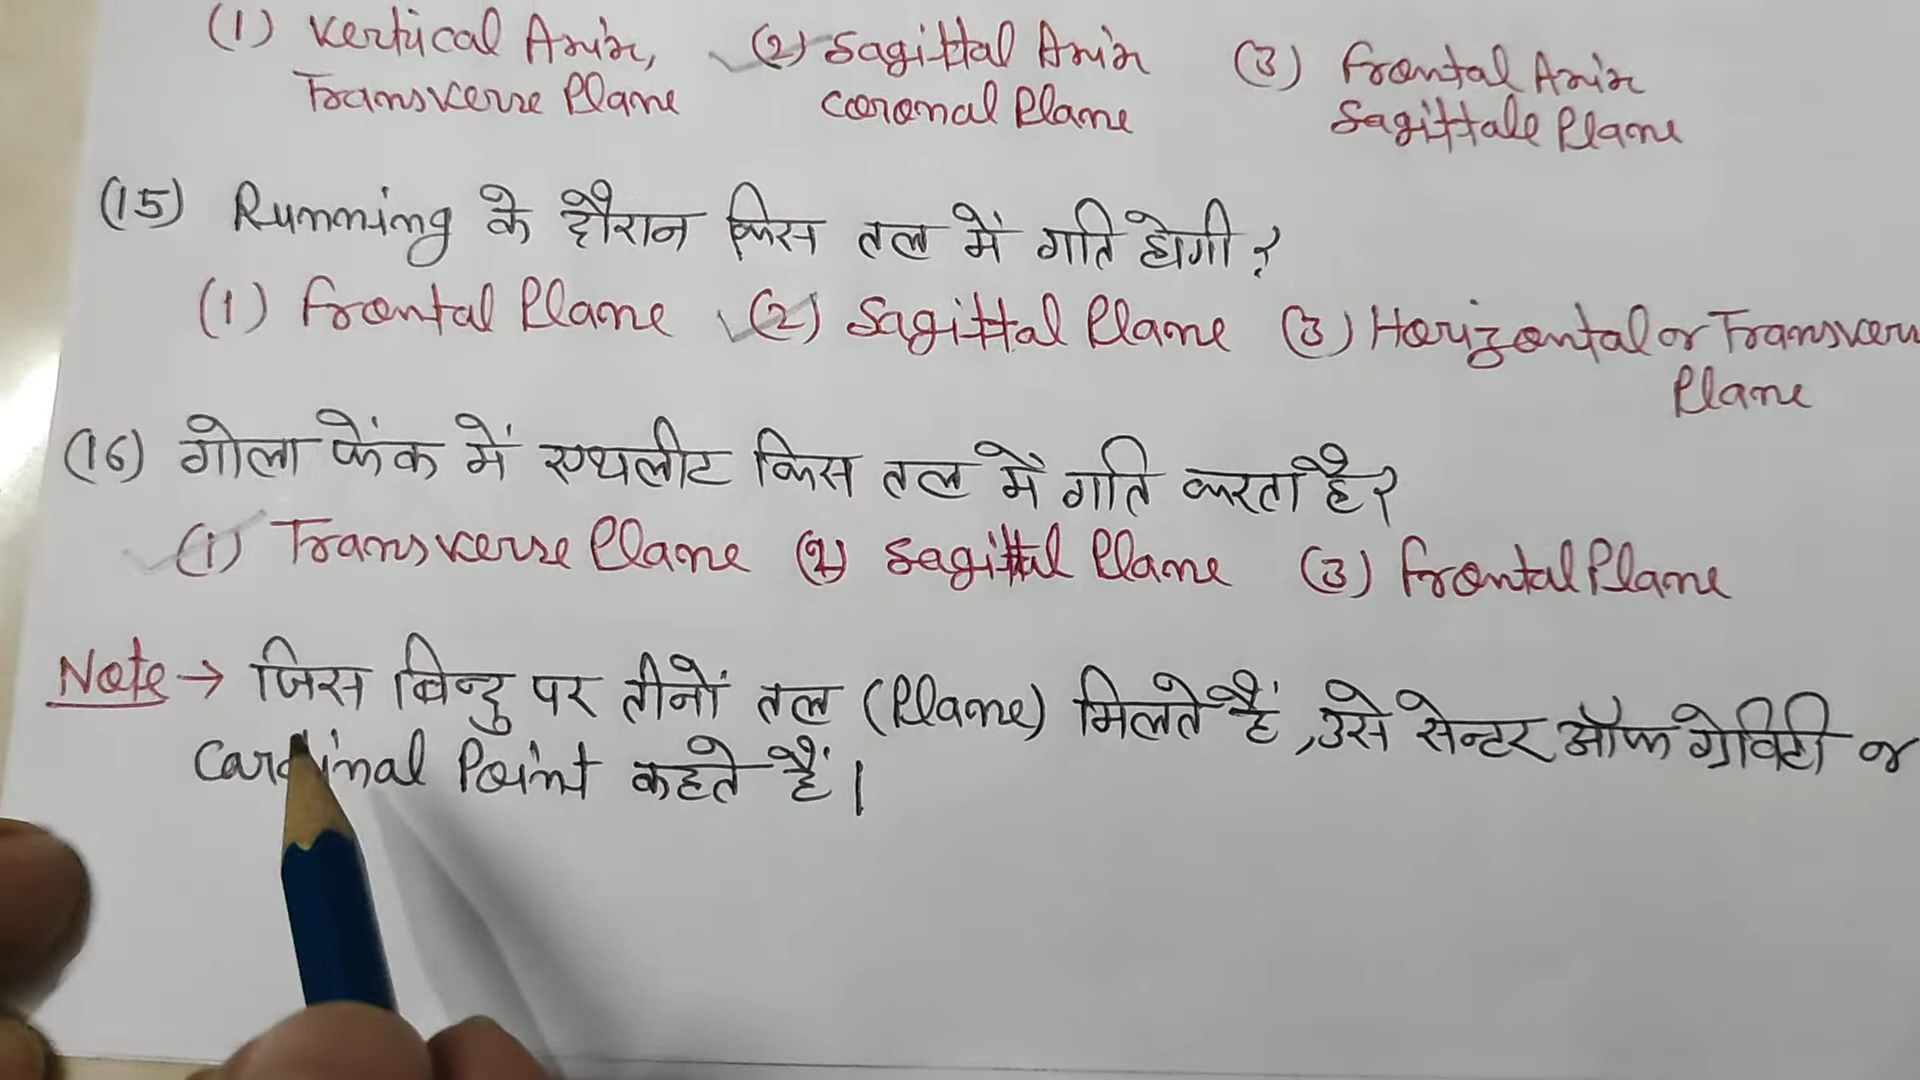 (1) Vertical Axis, (2) Sagittal Axis (3) Frontal Axis
Transverse Plane Coronal Plane Sagittale Plane
(15) Running के दौरान किस तल में गति होगी ?
(1) Frontal Plane (2) Sagittal Plane (3) Horizontal or Transvers
Plane
(16) गोला फेंक में एथलीट किस तल में गति करता है ?
(1) Transverse Plane (2) Sagittal Plane (3) Frontal Plane
Note → जिस बिन्दु पर तीनों तल (Plane) मिलते हैं, उसे सेन्टर ऑफ ग्रेविटी or
Cardinal Point कहते हैं।